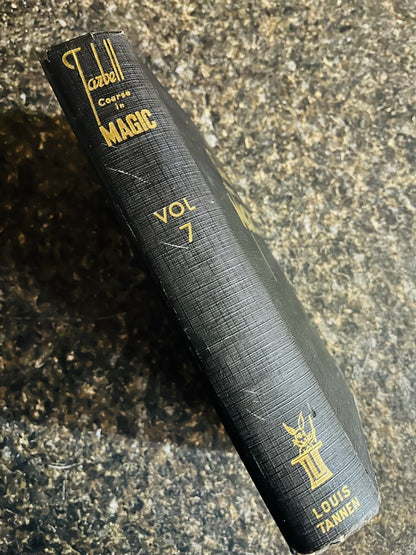 Tarbell
Course
in
MAGIC
VOL
7
LOUIS
TANNEN